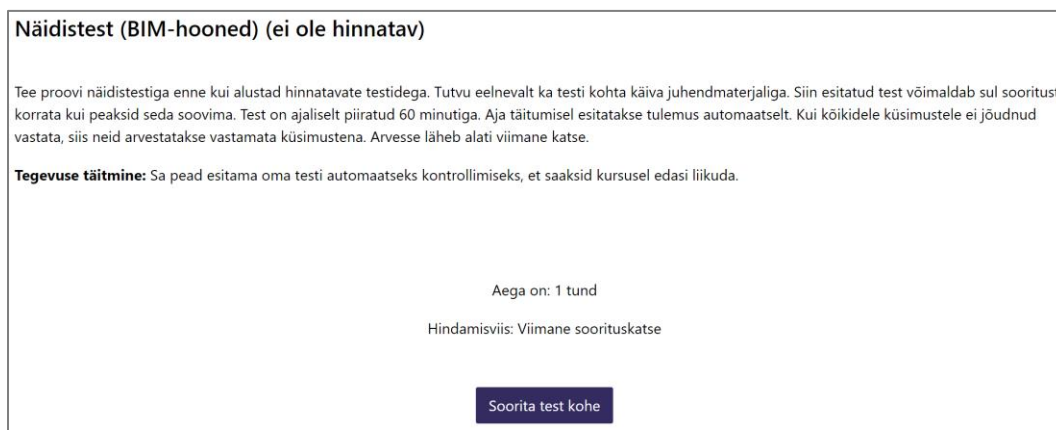 Näidistest (BIM-hooned) (ei ole hinnatav)
Tee proovi näidistestiga enne kui alustad hinnatavate testidega. Tutvu eelnevalt ka testi kohta käiva juhendmaterjaliga. Siin esitatud test võimaldab sul sooritust
korrata kui peaksid seda soovima. Test on ajaliselt piiratud 60 minutiga. Aja täitumisel esitatakse tulemus automaatselt. Kui kõikidele küsimustele ei jõudnud
vastata, siis neid arvestatakse vastamata küsimustena. Arvesse läheb alati viimane katse.
Tegevuse täitmine: Sa pead esitama oma testi automaatseks kontrollimiseks, et saaksid kursusel edasi liikuda.
Aega on: 1 tund
Hindamisviis: Viimane soorituskatse
Soorita test kohe